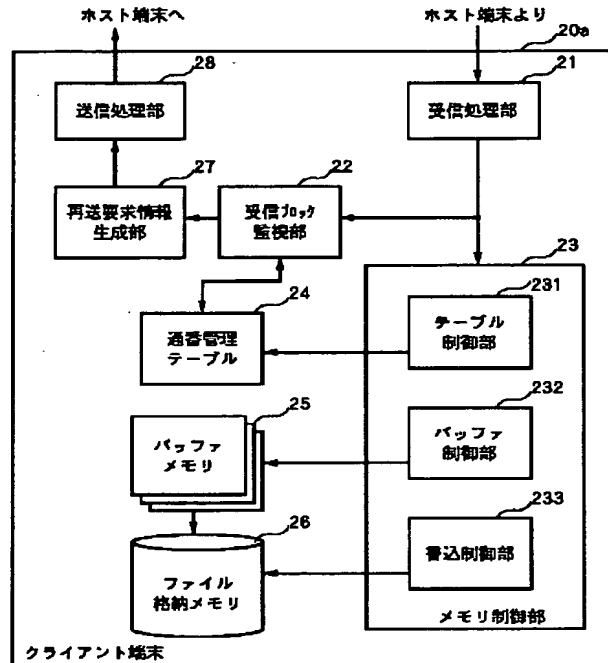 ホスト端末へ
ホスト端末より
20a
28
21
送信処理部
受信処理部
27
22
再送要求情報
生成部
受信ブロック
監視部
23
24
231
通番管理
テーブル
テーブル
制御部
25
232
バッファ
メモリ
バッファ
制御部
26
233
ファイル
格納メモリ
書込制御部
メモリ制御部
クライアント端末